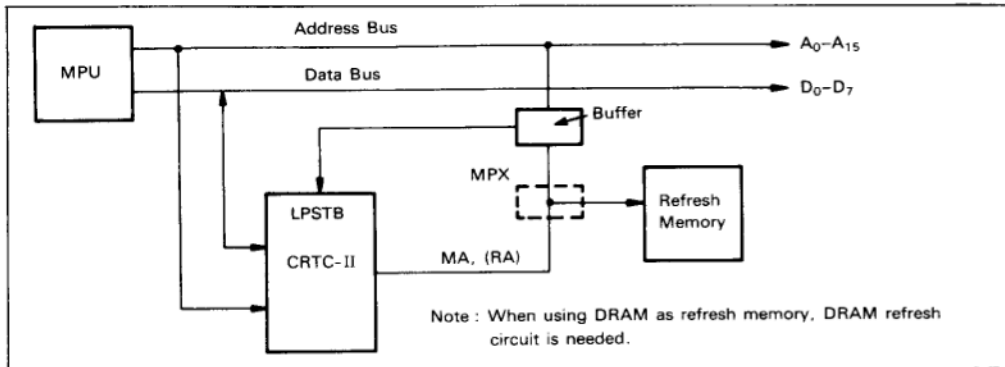 Address Bus
A₀–A₁₅
MPU
Data Bus
D₀–D₇
Buffer
MPX
LPSTB
Refresh
Memory
CRTC-II
MA, (RA)
Note : When using DRAM as refresh memory, DRAM refresh
circuit is needed.